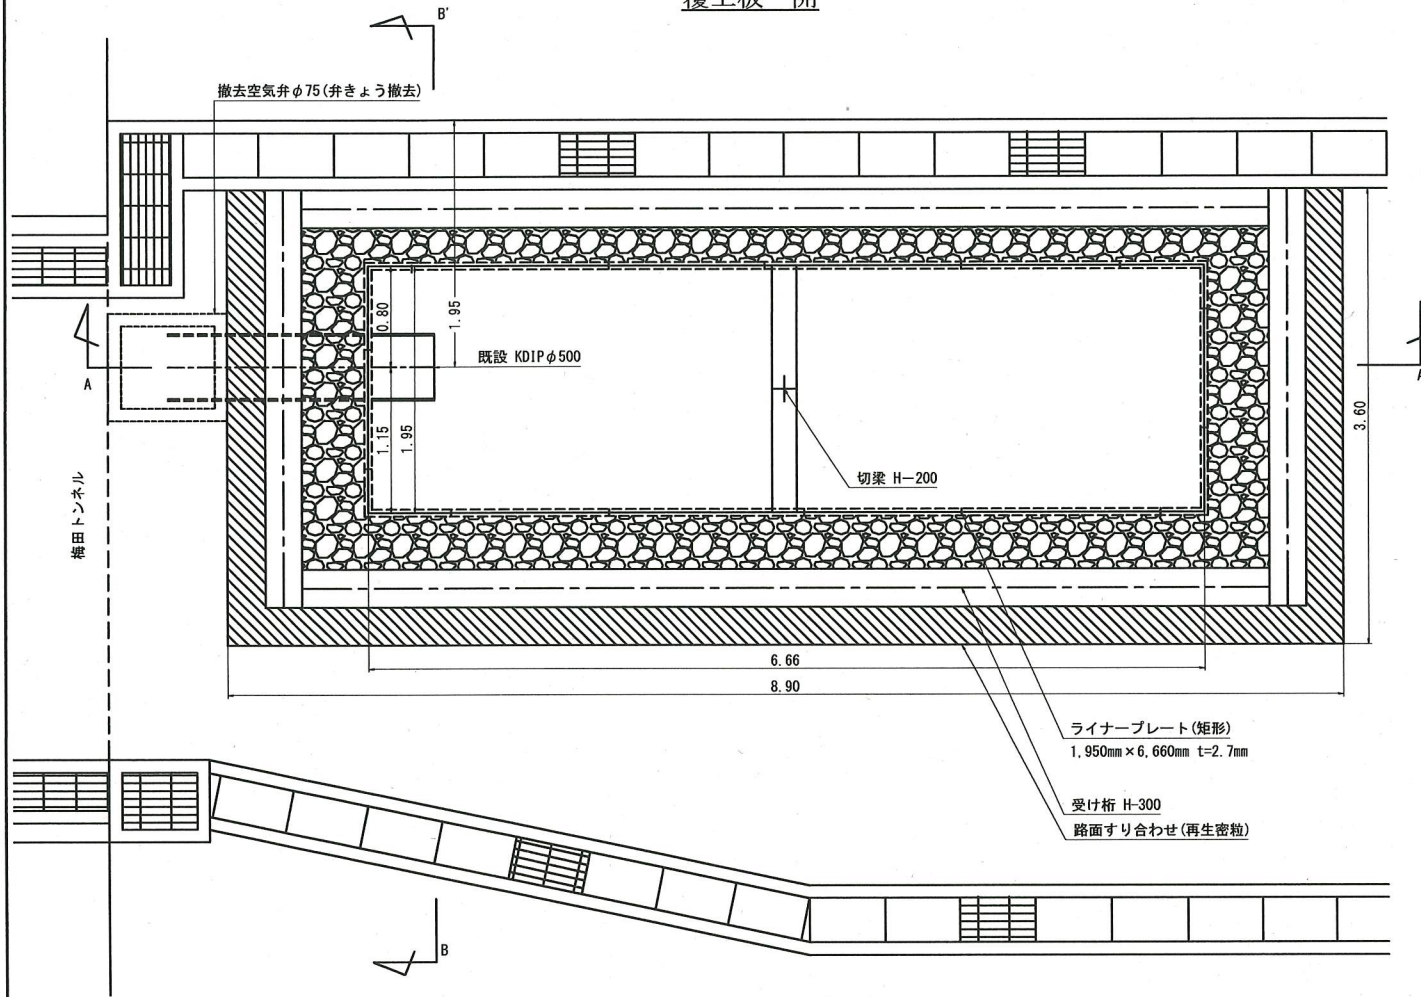 覆工板 開
B'
撤去空気弁φ75(弁きょう撤去)
0.80
1.95
既設 KDIPφ500
A
A
1.15
1.95
3.60
切梁 H-200
梅田トンネル
6.66
8.90
ライナープレート(矩形)
1,950mm×6,660mm t=2.7mm
受け桁 H-300
路面すり合わせ(再生密粒)
B